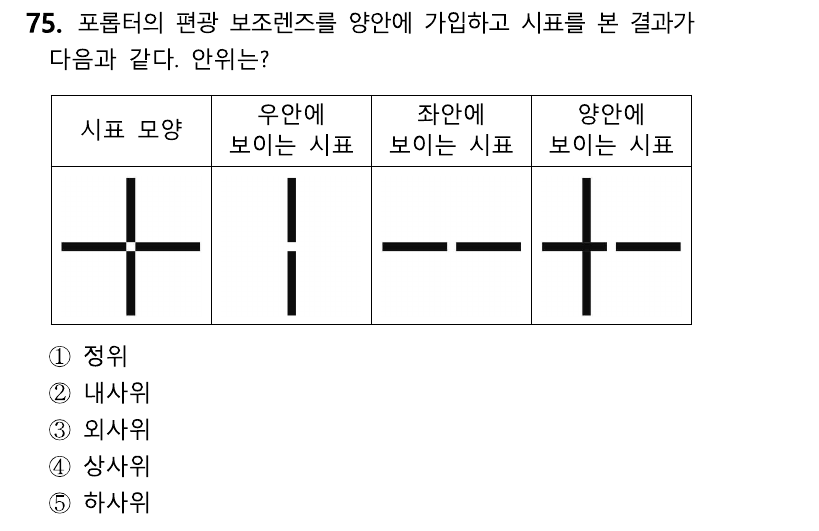 75. 포롭터의 편광 보조렌즈를 양안에 가입하고 시표를 본 결과가
다음과 같다. 안위는?
시표 모양
우안에
보이는 시표
좌안에
보이는 시표
양안에
보이는 시표
① 정위
② 내사위
③ 외사위
④ 상사위
⑤ 하사위